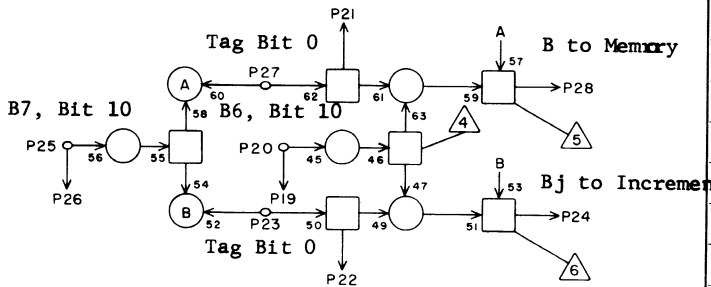 P21
Tag Bit 0
A
B to Memory
P27
57
A
60
62
61
59
P28
B7, Bit 10
58
B6, Bit 10
63
4
5
P25
56
55
P20
45
46
B
54
47
53
Bj to Incremen
P26
P19
P23
P24
B
52
50
49
51
Tag Bit 0
6
P22